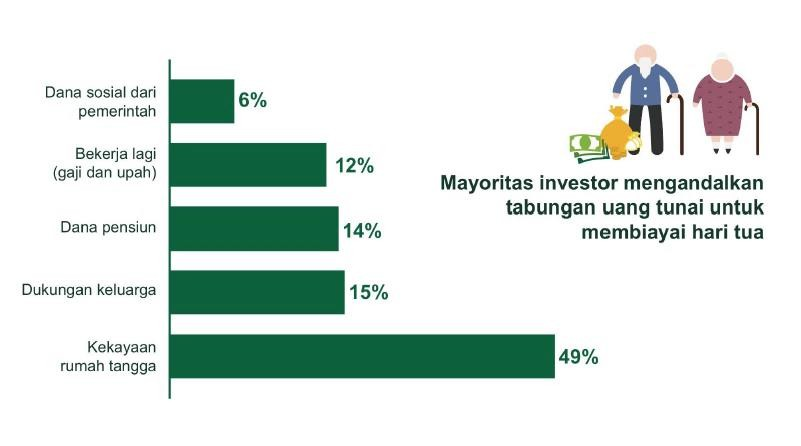 Dana sosial dari
pemerintah
6%
Bekerja lagi
(gaji dan upah)
12%
Dana pensiun
14%
Dukungan keluarga
15%
Kekayaan
rumah tangga
49%
Mayoritas investor mengandalkan
tabungan uang tunai untuk
membiayai hari tua